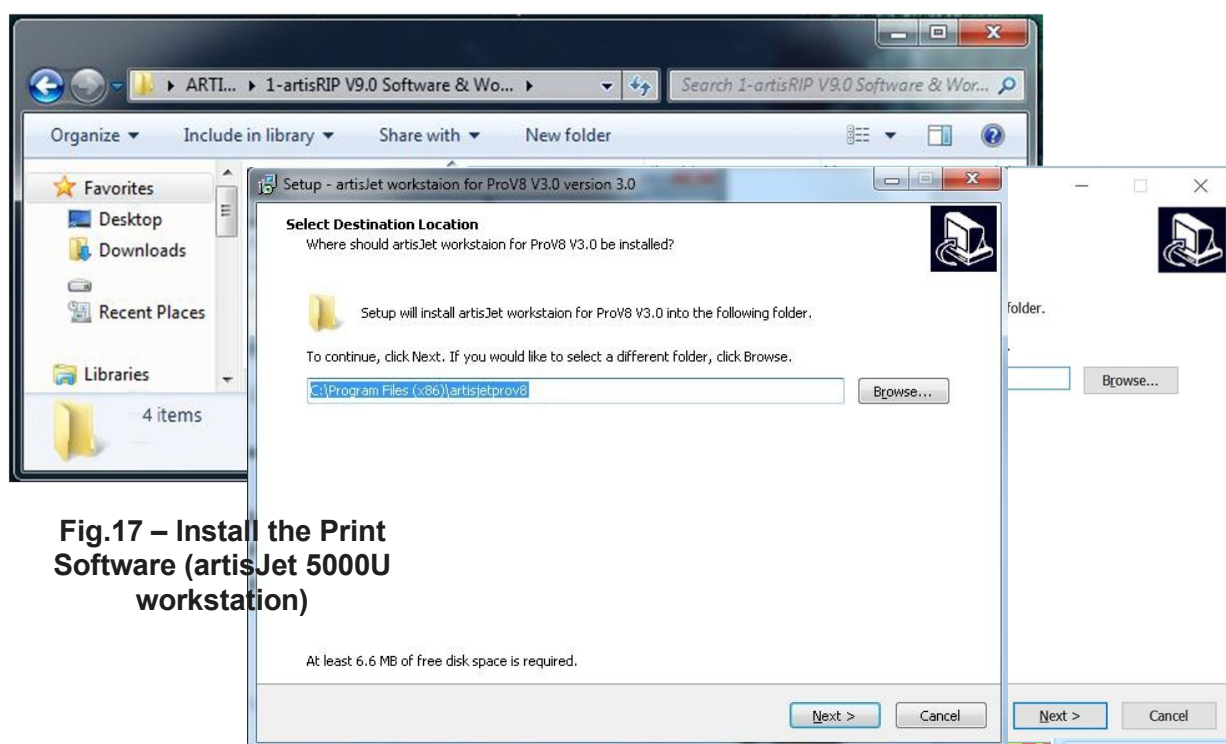 ARTI... ▸ 1-artisRIP V9.0 Software & Wo... ▸
Search 1-artisRIP V9.0 Software & Wor...
Organize Include in library Share with New folder
Favorites
Desktop
Downloads
Recent Places
Libraries
4 items
Setup - artisJet workstaion for ProV8 V3.0 version 3.0
Select Destination Location
Where should artisJet workstaion for ProV8 V3.0 be installed?
Setup will install artisJet workstaion for ProV8 V3.0 into the following folder.
To continue, click Next. If you would like to select a different folder, click Browse.
C:\Program Files (x86)\artisjetprov8
Browse...
At least 6.6 MB of free disk space is required.
Next > Cancel
folder.
Browse...
Next > Cancel
Fig.17 – Install the Print
Software (artisJet 5000U
workstation)